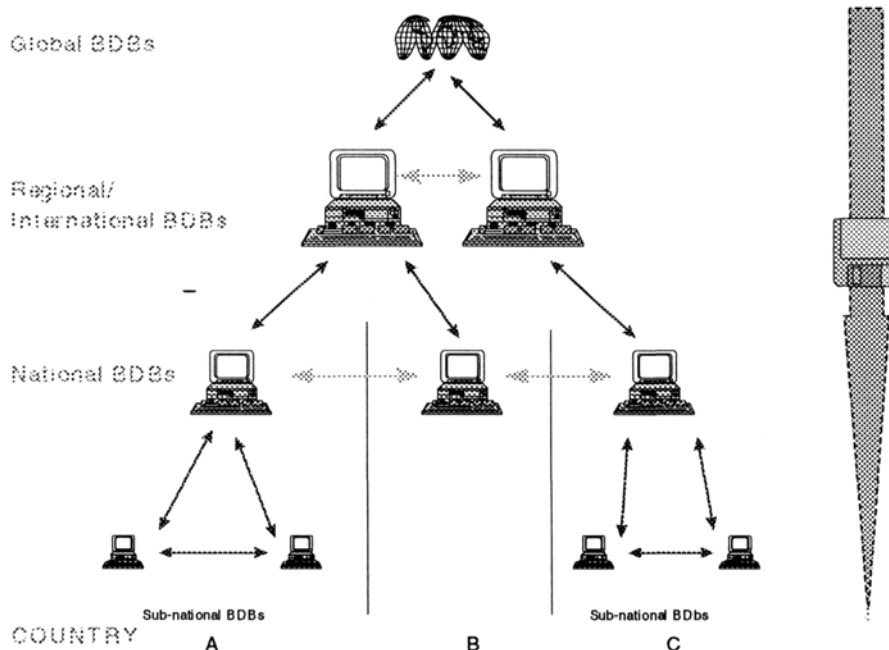 Global BDBs
Regional/
International BDBs
National BDBs
Sub-national BDBs
Sub-national BDbs
COUNTRY
A
B
C